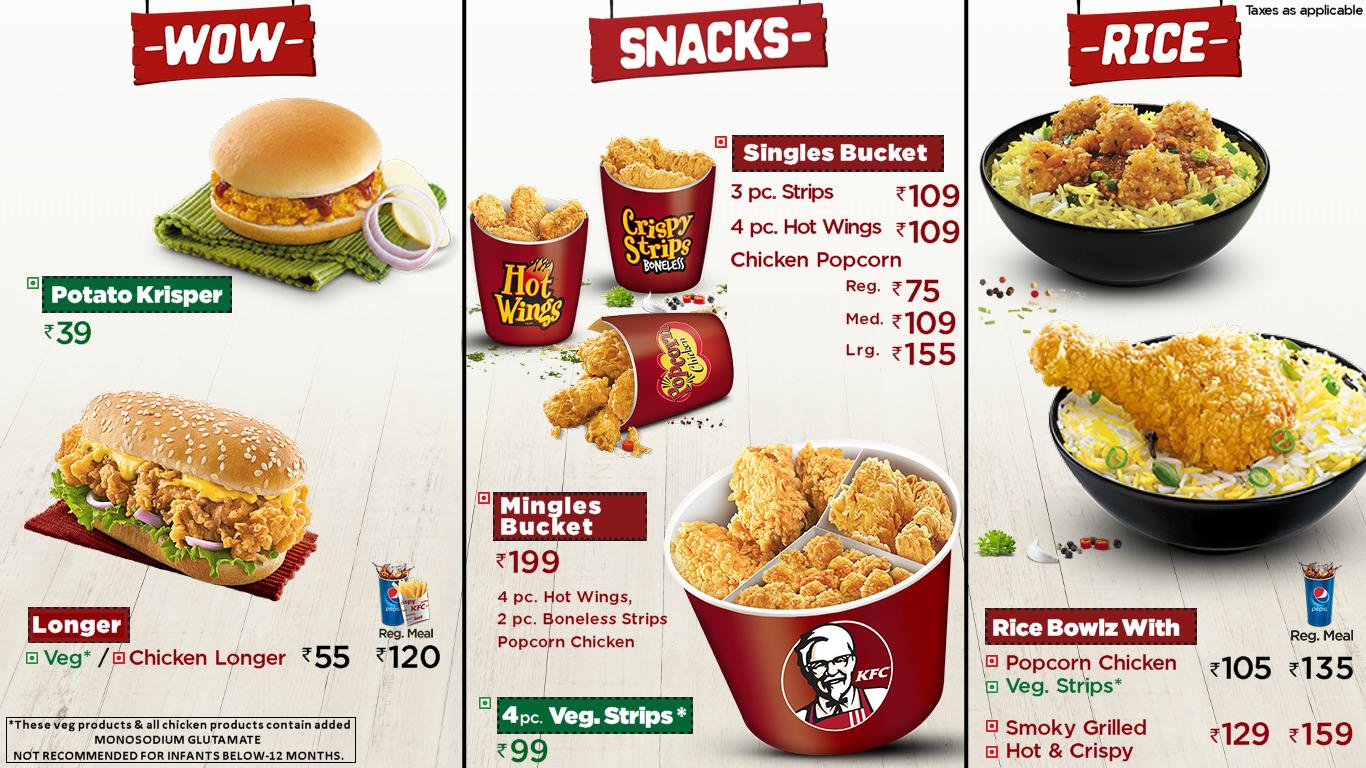 -WOW-
Potato Krisper
₹39
Longer
Veg* / Chicken Longer ₹55
pepsi
KFC
Reg. Meal
₹120
*These veg products & all chicken products contain added
MONOSODIUM GLUTAMATE
NOT RECOMMENDED FOR INFANTS BELOW-12 MONTHS.
SNACKS-
Hot
Wings
Crispy
Strips
BONELESS
Popcorn
Chicken
Singles Bucket
3 pc. Strips ₹109
4 pc. Hot Wings ₹109
Chicken Popcorn
Reg. ₹75
Med. ₹109
Lrg. ₹155
Mingles
Bucket
₹199
4 pc. Hot Wings,
2 pc. Boneless Strips
Popcorn Chicken
KFC
4pc. Veg. Strips*
₹99
Taxes as applicable
-RICE-
pepsi
Reg. Meal
Rice Bowlz With
Popcorn Chicken ₹105 ₹135
Veg. Strips*
Smoky Grilled ₹129 ₹159
Hot & Crispy